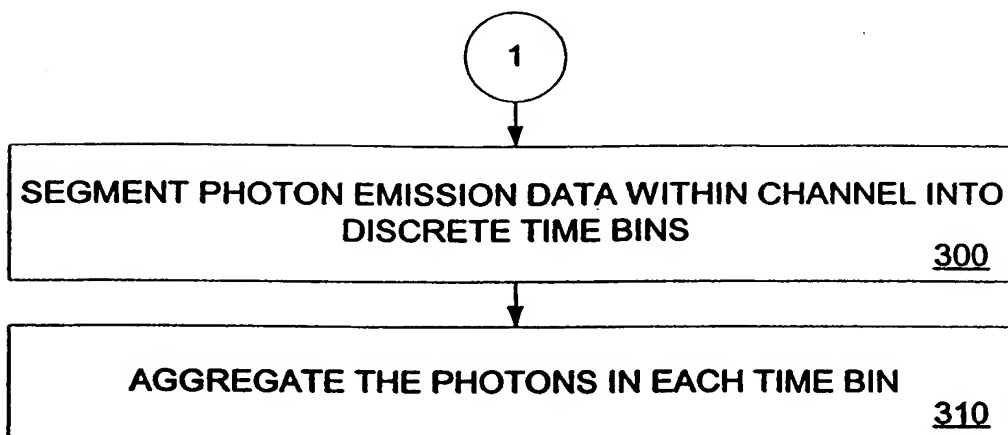 1
SEGMENT PHOTON EMISSION DATA WITHIN CHANNEL INTO
DISCRETE TIME BINS
300
AGGREGATE THE PHOTONS IN EACH TIME BIN
310